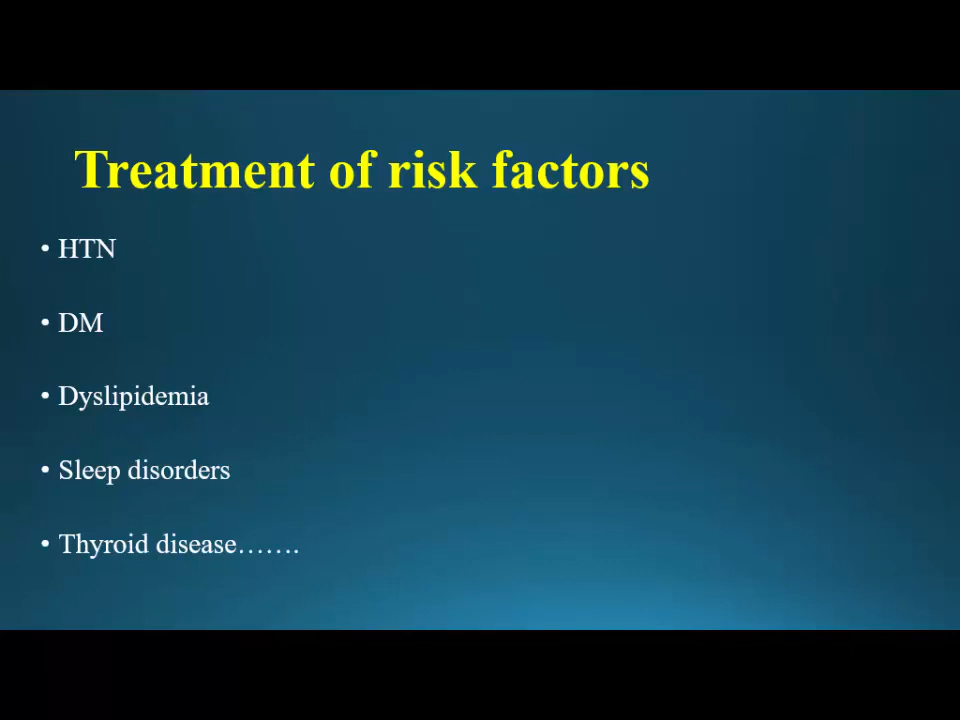 Treatment of risk factors
• HTN
• DM
• Dyslipidemia
• Sleep disorders
• Thyroid disease…….